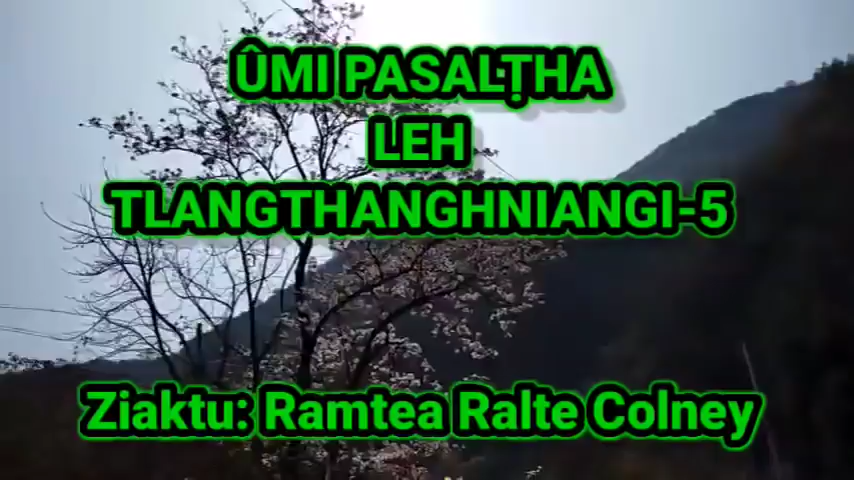 ÛMI PASALṬHA
LEH
TLANGTHANGHNIANGI-5
Ziaktu: Ramtea Ralte Colney